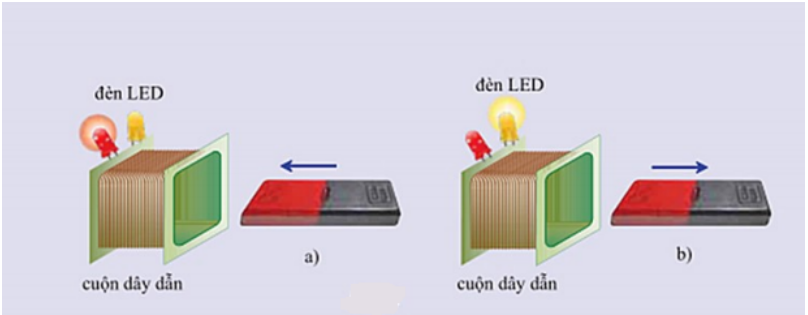 đèn LED
đèn LED
a)
b)
cuộn dây dẫn
cuộn dây dẫn